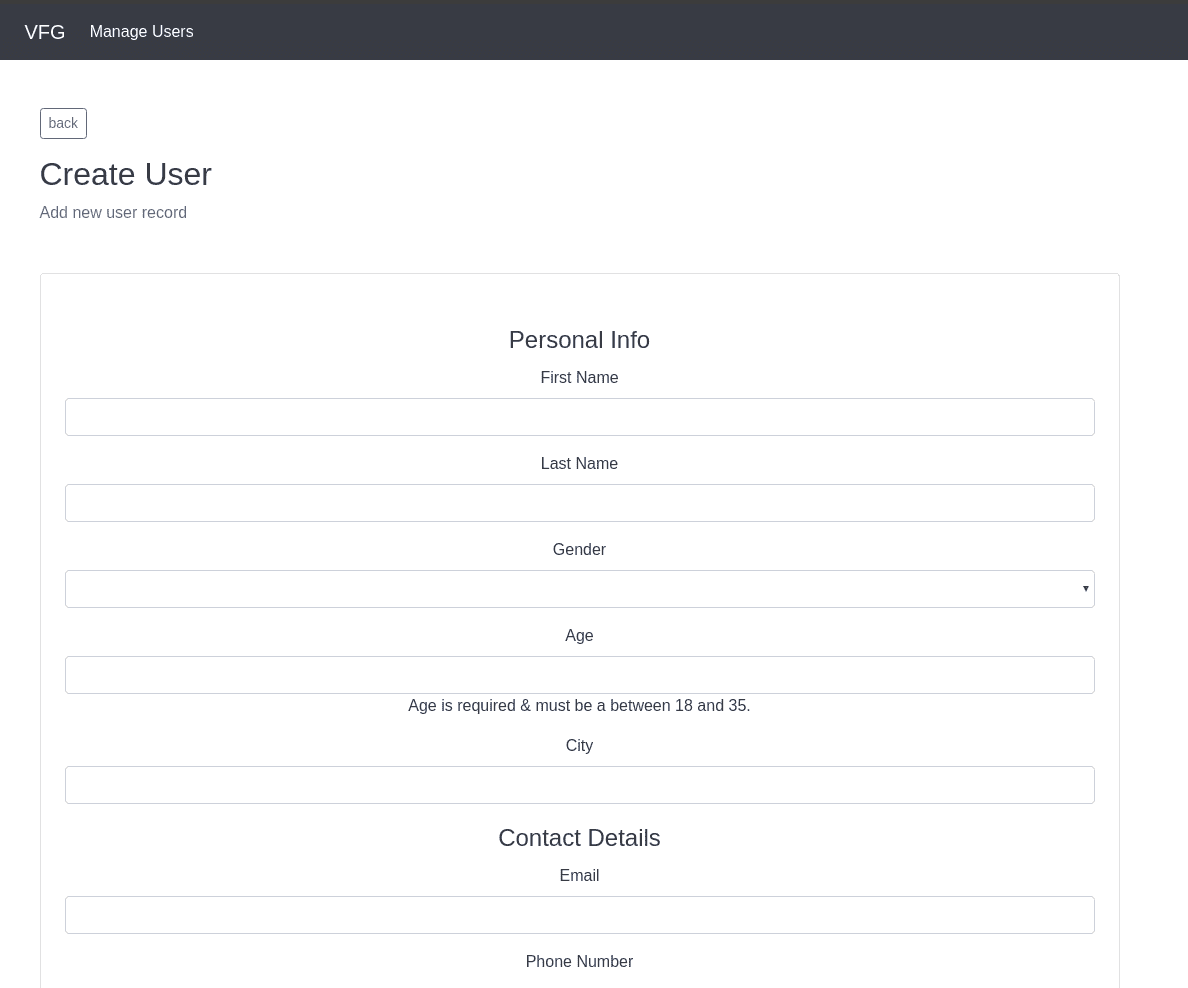 VFG Manage Users
back
Create User
Add new user record
Personal Info
First Name
Last Name
Gender
Age
Age is required & must be a between 18 and 35.
City
Contact Details
Email
Phone Number